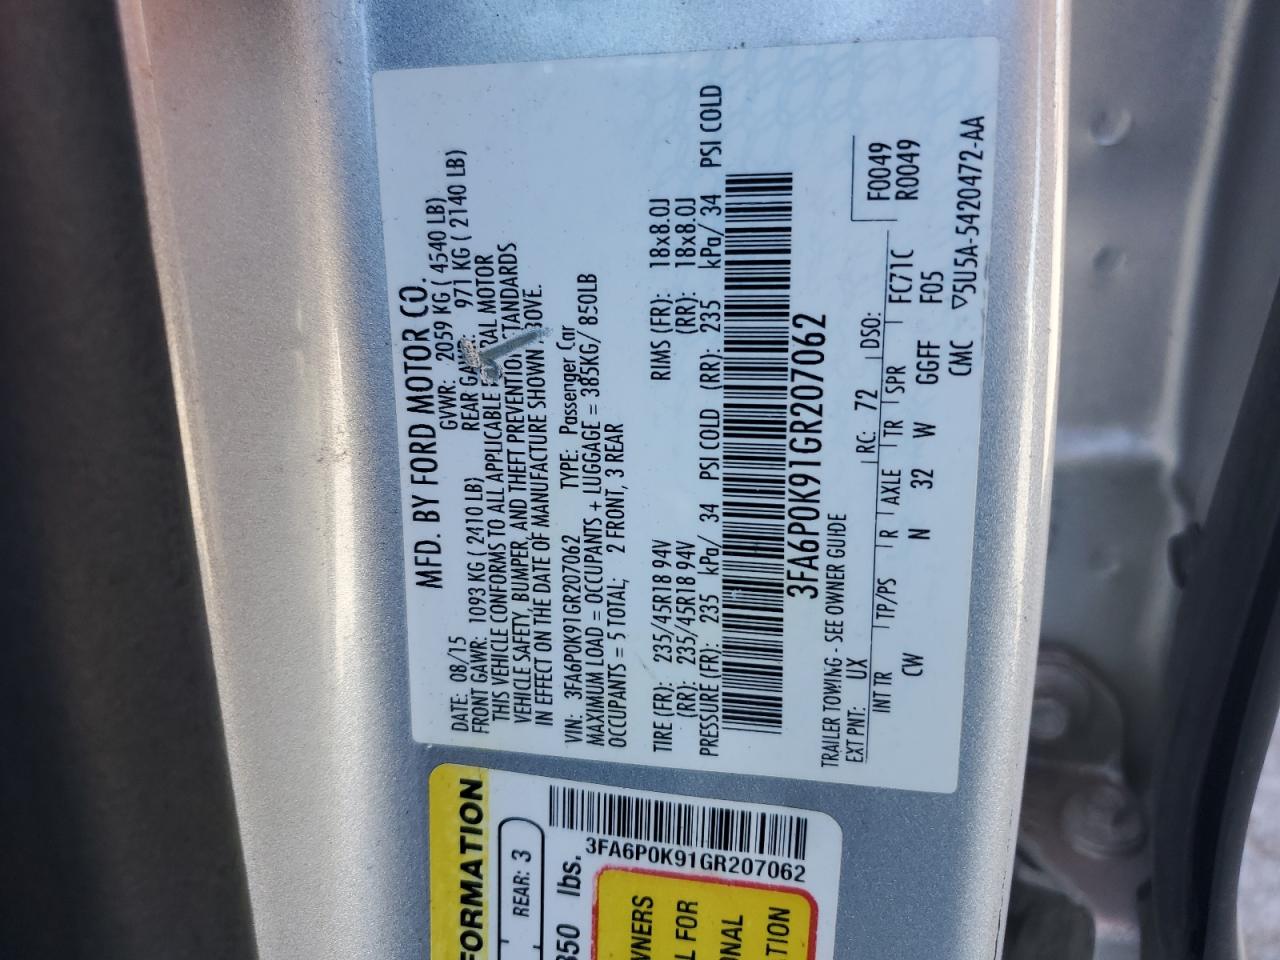 MFD. BY FORD MOTOR CO.
DATE: 08/15 GVWR: 2059 KG ( 4540 LB)
FRONT GAWR: 1093 KG ( 2410 LB) REAR 971 KG ( 2140 LB)
THIS VEHICLE CONFORMS TO ALL APPLICABLE MOTOR
VEHICLE SAFETY, BUMPER, AND THEFT PREVENTION STANDARDS
IN EFFECT ON THE DATE OF MANUFACTURE SHOWN ABOVE.
VIN: 3FA6P0K91GR207062 TYPE: Passenger Car
MAXIMUM LOAD = OCCUPANTS + LUGGAGE = 385KG/ 850LB
OCCUPANTS = 5 TOTAL; 2 FRONT, 3 REAR
TIRE (FR): 235/45R18 94V RIMS (FR): 18x8.0J
(RR): 235/45R18 94V (RR): 18x8.0J
PRESSURE (FR): 235 kPa/ 34 PSI COLD (RR): 235 kPa/ 34 PSI COLD
3FA6P0K91GR207062
TRAILER TOWING - SEE OWNER GUIDE
EXT PNT: UX RC: 72 DSO:
F0049
R0049
INT TR TP/PS R AXLE TR SPR FC71C
CW N 32 W GGFF F05
CMC ▽5U5A-5420472-AA
FORMATION
REAR: 3
850 lbs.
3FA6P0K91GR207062
WNERS
L FOR
ONAL
TION